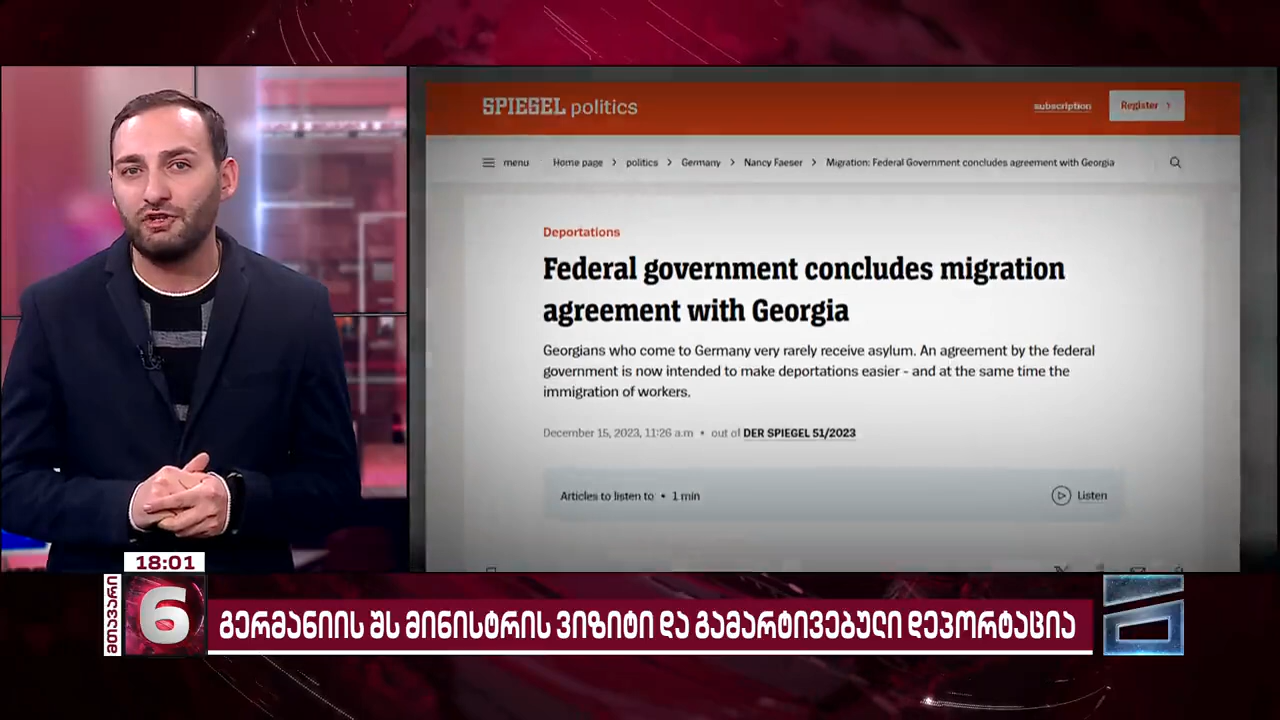 SPIEGEL politics
subscription
Register
menu
Home page > politics > Germany > Nancy Faeser > Migration: Federal Government concludes agreement with Georgia
Deportations
Federal government concludes migration
agreement with Georgia
Georgians who come to Germany very rarely receive asylum. An agreement by the federal
government is now intended to make deportations easier - and at the same time the
immigration of workers.
December 15, 2023, 11:26 a.m • out of DER SPIEGEL 51/2023
Articles to listen to • 1 min
Listen
18:01
მთავარი
6
გერმანიის შს მინისტრის ვიზიტი და გამარტივებული დეპორტაცია